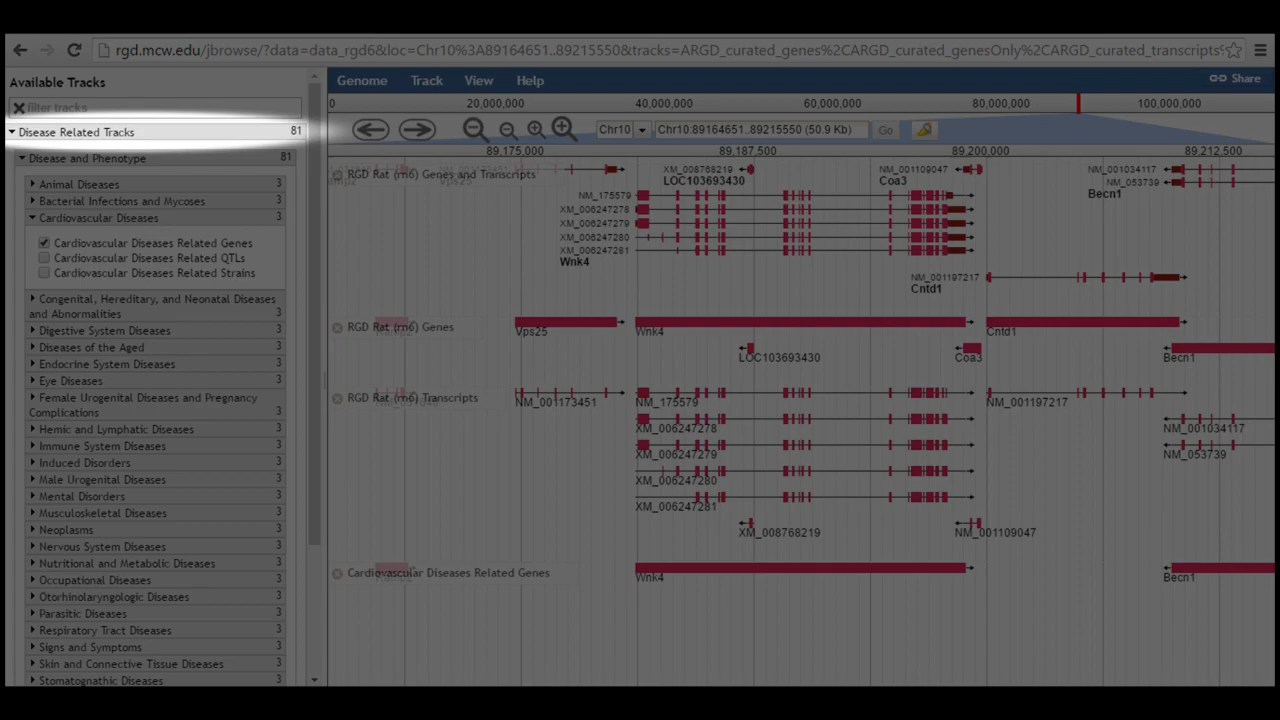 rgd.mcw.edu/jbrowse/?data=data_rgd6&loc=Chr10%3A89164651..89215550&tracks=ARGD_curated_genes%2CARGD_curated_genesOnly%2CARGD_curated_transcripts%
Available Tracks
filter tracks
Disease Related Tracks 81
Disease and Phenotype 81
Animal Diseases 3
Bacterial Infections and Mycoses 3
Cardiovascular Diseases 3
Cardiovascular Diseases Related Genes
Cardiovascular Diseases Related QTLs
Cardiovascular Diseases Related Strains
Congenital, Hereditary, and Neonatal Diseases
and Abnormalities 3
Digestive System Diseases 3
Diseases of the Aged 3
Endocrine System Diseases 3
Eye Diseases 3
Female Urogenital Diseases and Pregnancy
Complications 3
Hemic and Lymphatic Diseases 3
Immune System Diseases 3
Induced Disorders 3
Male Urogenital Diseases 3
Mental Disorders 3
Musculoskeletal Diseases 3
Neoplasms 3
Nervous System Diseases 3
Nutritional and Metabolic Diseases 3
Occupational Diseases 3
Otorhinolaryngologic Diseases 3
Parasitic Diseases 3
Respiratory Tract Diseases 3
Signs and Symptoms 3
Skin and Connective Tissue Diseases 3
Stomatognathic Diseases 3
Genome Track View Help Share
0 20,000,000 40,000,000 60,000,000 80,000,000 100,000,000
Chr10 Chr10:89164651..89215550 (50.9 Kb) Go
89,175,000 89,187,500 89,200,000 89,212,500
RGD Rat (rn6) Genes and Transcripts
Vps25
XM_008768219
LOC103693430
NM_001109047
Coa3
NM_001034117
NM_053739
Becn1
NM_175579
XM_006247278
XM_006247279
XM_006247280
XM_006247281
Wnk4
NM_001197217
Cntd1
RGD Rat (rn6) Genes
Vps25 Wnk4 Cntd1
LOC103693430 Coa3 Becn1
RGD Rat (rn6) Transcripts
NM_001173451 NM_175579 NM_001197217
XM_006247278 NM_001034117
XM_006247279 NM_053739
XM_006247280
XM_006247281
XM_008768219 NM_001109047
Cardiovascular Diseases Related Genes
Wnk4 Becn1